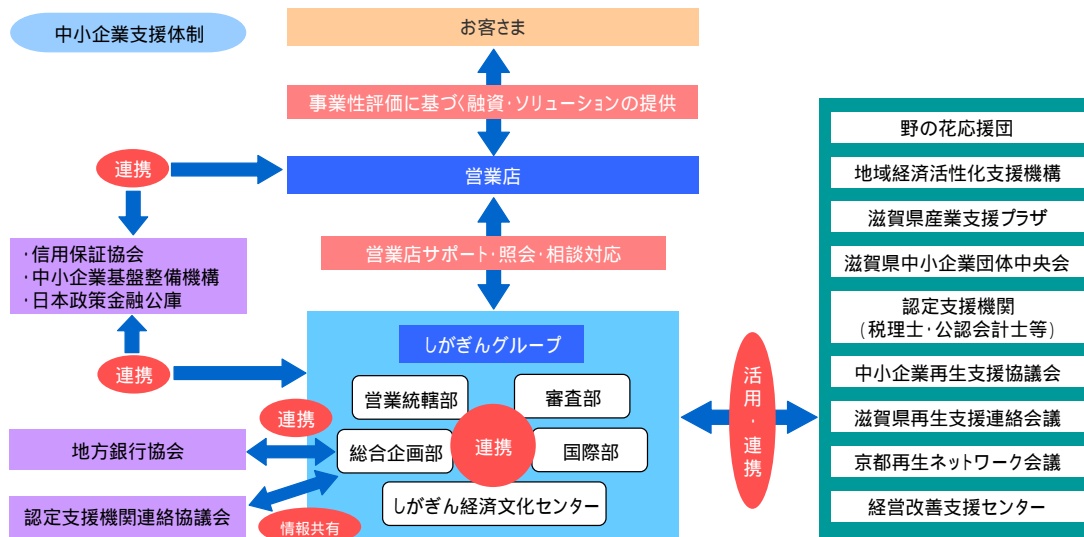 中小企業支援体制
お客さま
事業性評価に基づく融資・ソリューションの提供
連携
営業店
・信用保証協会
・中小企業基盤整備機構
・日本政策金融公庫
営業店サポート・照会・相談対応
連携
しがぎんグループ
営業統轄部
審査部
連携
総合企画部
連携
国際部
しがぎん経済文化センター
地方銀行協会
認定支援機関連絡協議会
情報共有
活用・連携
野の花応援団
地域経済活性化支援機構
滋賀県産業支援プラザ
滋賀県中小企業団体中央会
認定支援機関
(税理士・公認会計士等)
中小企業再生支援協議会
滋賀県再生支援連絡会議
京都再生ネットワーク会議
経営改善支援センター